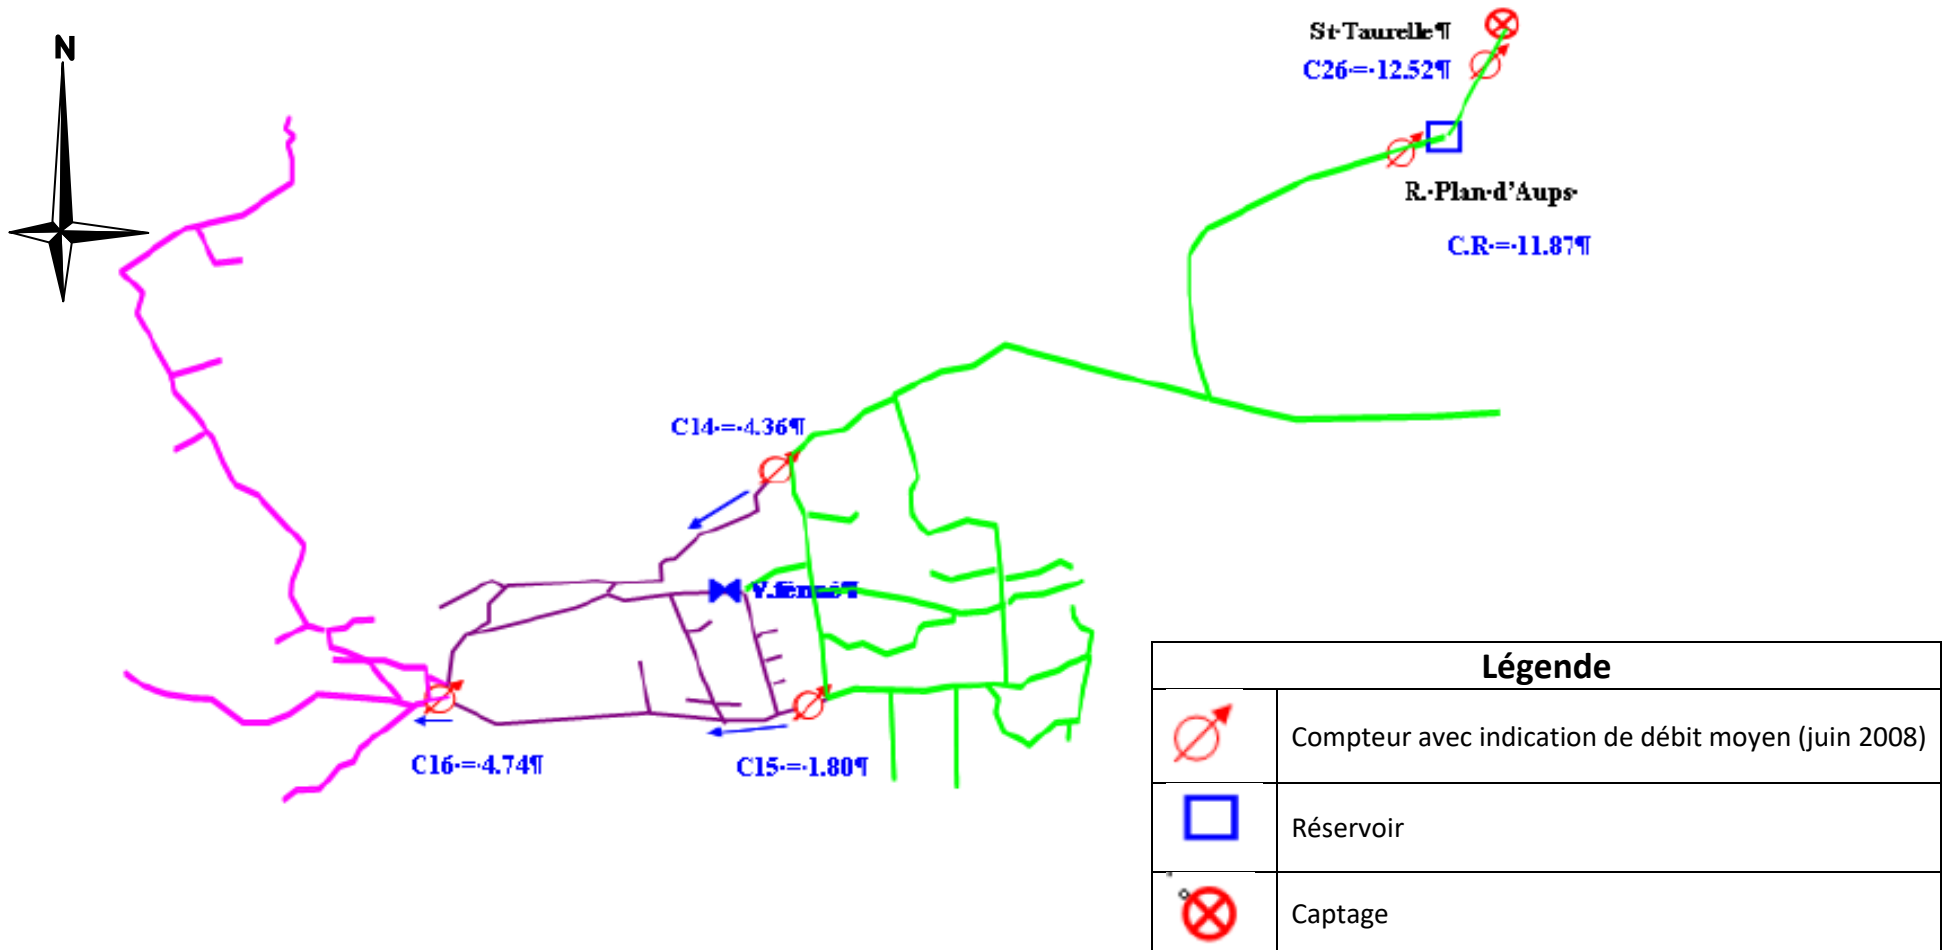 N
St·Taurelle¶
C26·=·12.52¶
R.·Plan·d’Aups·
C.R·=·11.87¶
C14·=·4.36¶
V.fermé¶
C16·=·4.74¶
C15·=·1.80¶
Légende
Compteur avec indication de débit moyen (juin 2008)
Réservoir
Captage